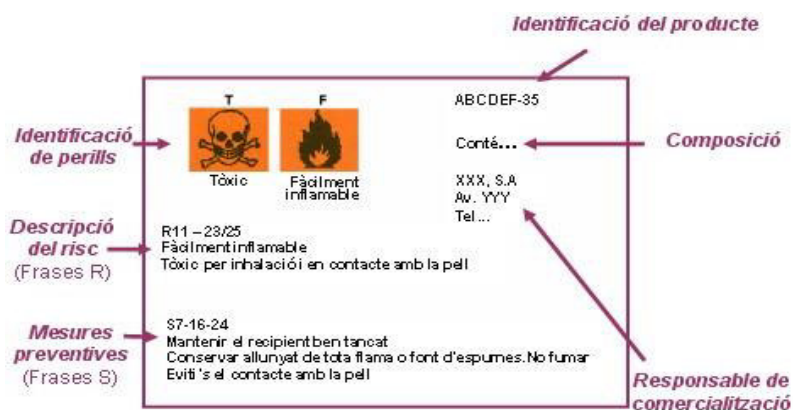 Identificació del producte
T
F
ABCDEF-35
Identificació
de perills
Conté...
Composició
Tòxic
Fàcilment
inflamable
XXX, S.A
Av. YYY
Tel...
Descripció
del risc
(Frases R)
R11 – 23/25
Fàcilment inflamable
Tòxic per inhalació i en contacte amb la pell
Mesures
preventives
(Frases S)
S7-16-24
Mantenir el recipient ben tancat
Conservar allunyat de tota flama o font d'espurnes. No fumar
Eviti 's el contacte amb la pell
Responsable de
comercialització